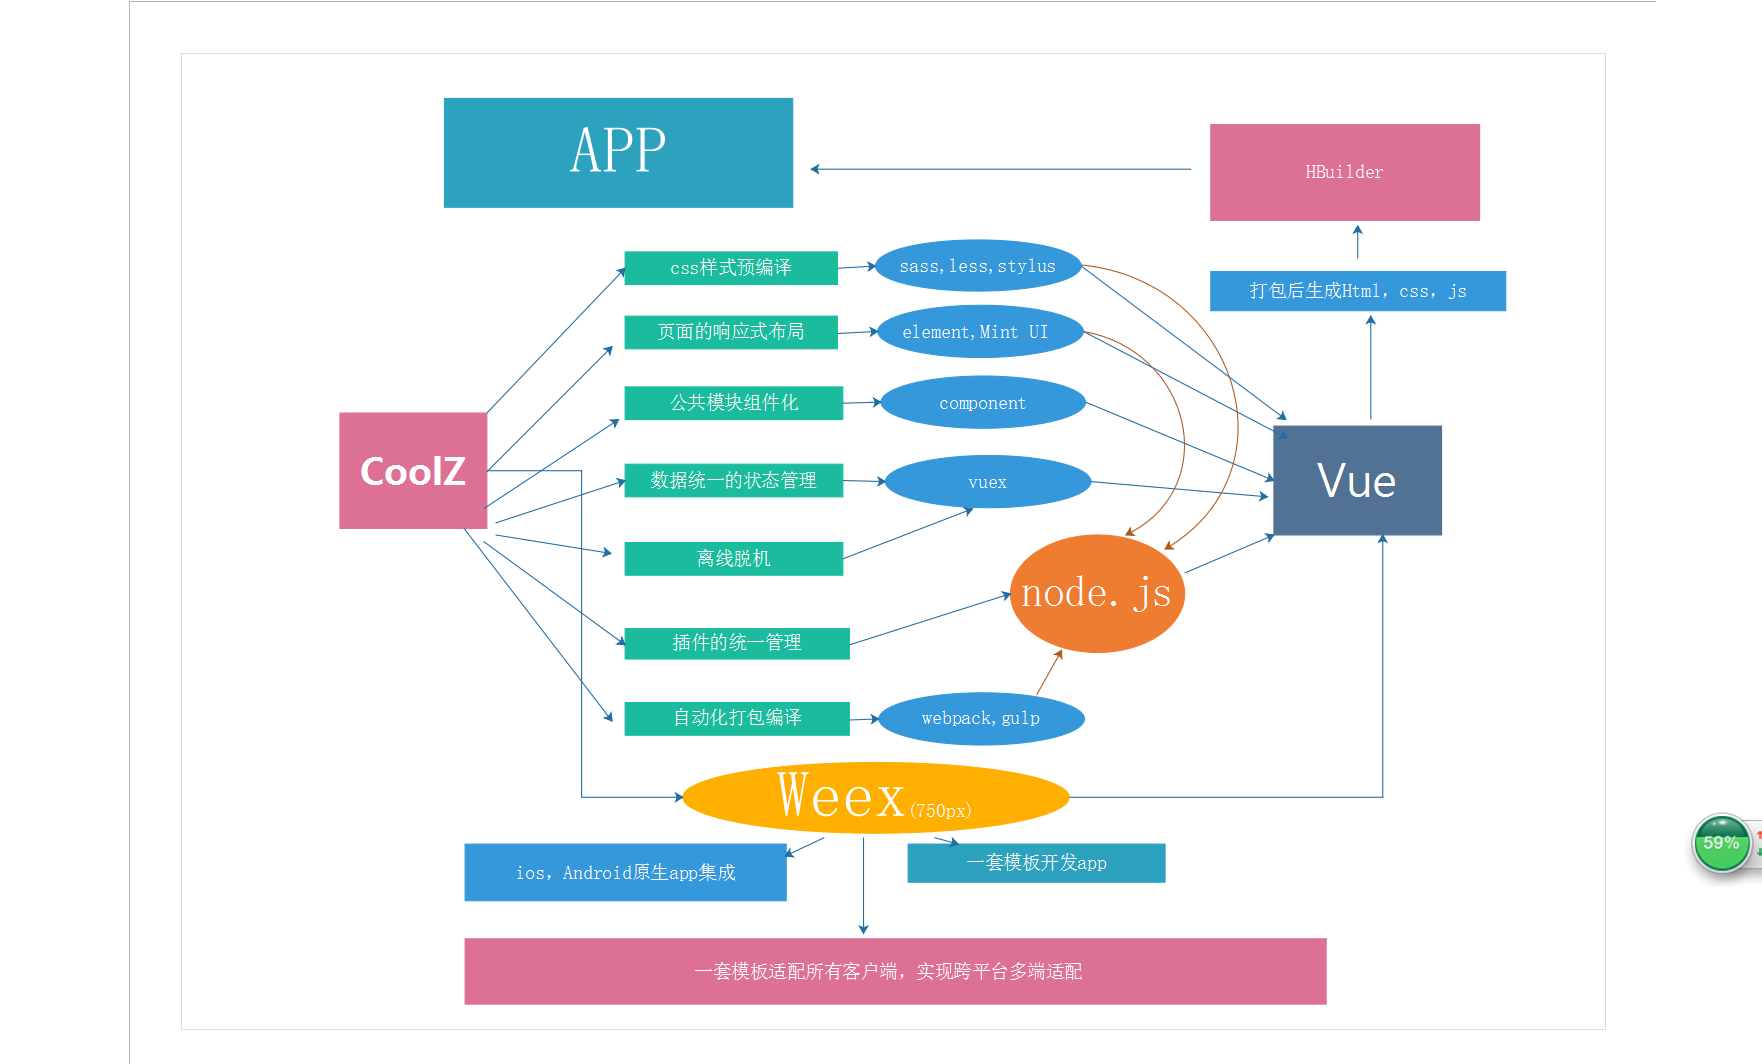 APP
HBuilder
css样式预编译
sass,less,stylus
打包后生成Html，css，js
页面的响应式布局
element,Mint UI
公共模块组件化
component
CoolZ
数据统一的状态管理
vuex
Vue
离线脱机
node.js
插件的统一管理
自动化打包编译
webpack,gulp
Weex(750px)
ios，Android原生app集成
一套模板开发app
59%
一套模板适配所有客户端，实现跨平台多端适配